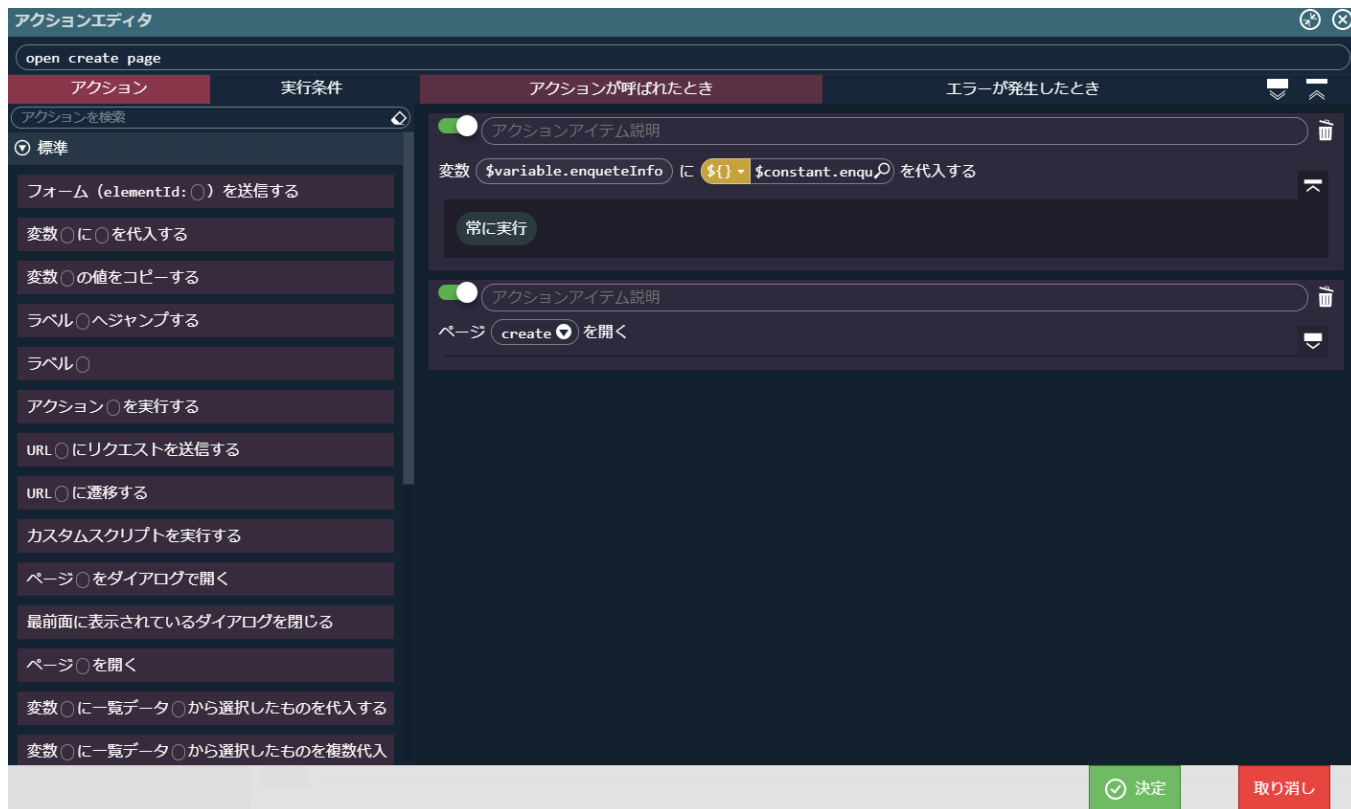 アクションエディタ
open create page
アクション 実行条件 アクションが呼ばれたとき エラーが発生したとき
アクションを検索
標準
フォーム (elementId:) を送信する
変数にを代入する
変数の値をコピーする
ラベルへジャンプする
ラベル
アクションを実行する
URLにリクエストを送信する
URLに遷移する
カスタムスクリプトを実行する
ページをダイアログで開く
最前面に表示されているダイアログを閉じる
ページを開く
変数に一覧データから選択したものを代入する
変数に一覧データから選択したものを複数代入
アクションアイテム説明
変数 $variable.enqueteInfo に ${} $constant.enqu を代入する
常に実行
アクションアイテム説明
ページ create を開く
決定 取り消し